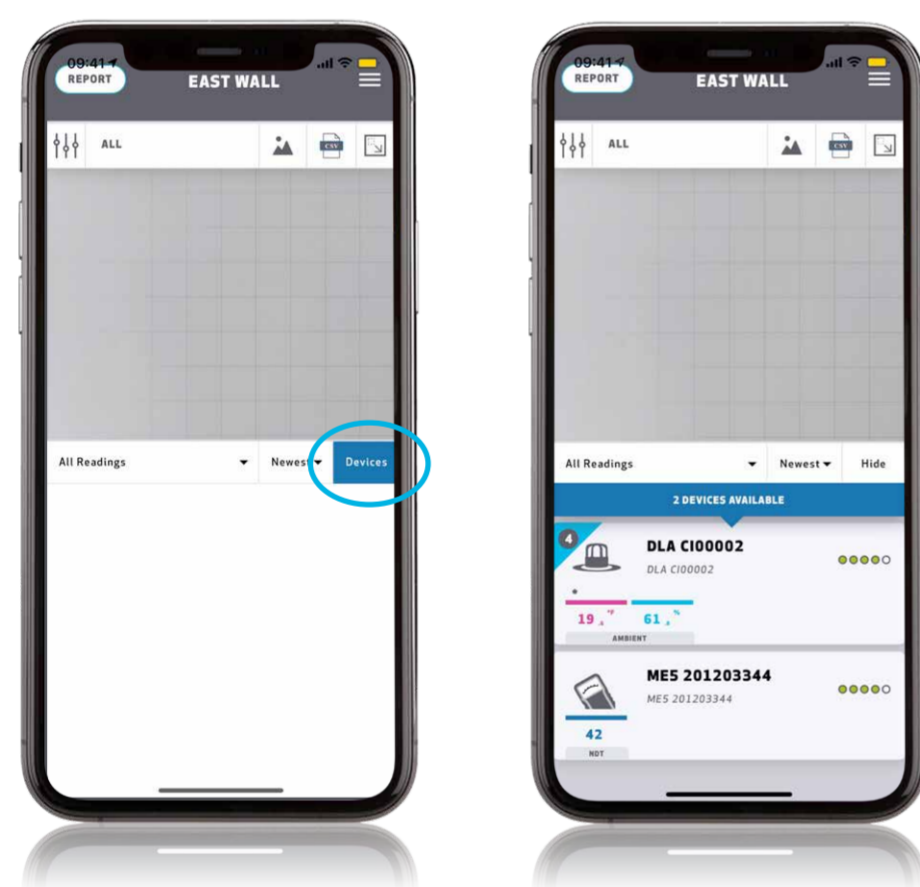 09:41
REPORT
EAST WALL
ALL
CSV
All Readings
Newest
Devices
09:41
REPORT
EAST WALL
ALL
CSV
All Readings
Newest
Hide
2 DEVICES AVAILABLE
4
DLA CI00002
DLA CI00002
19 °F
61 %
AMBIENT
ME5 201203344
ME5 201203344
42
NDT